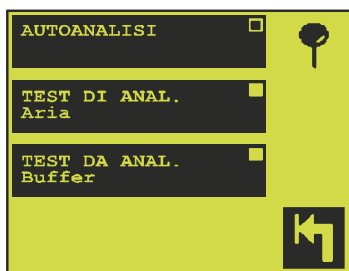 AUTOANALISI
TEST DI ANAL.
Aria
TEST DA ANAL.
Buffer